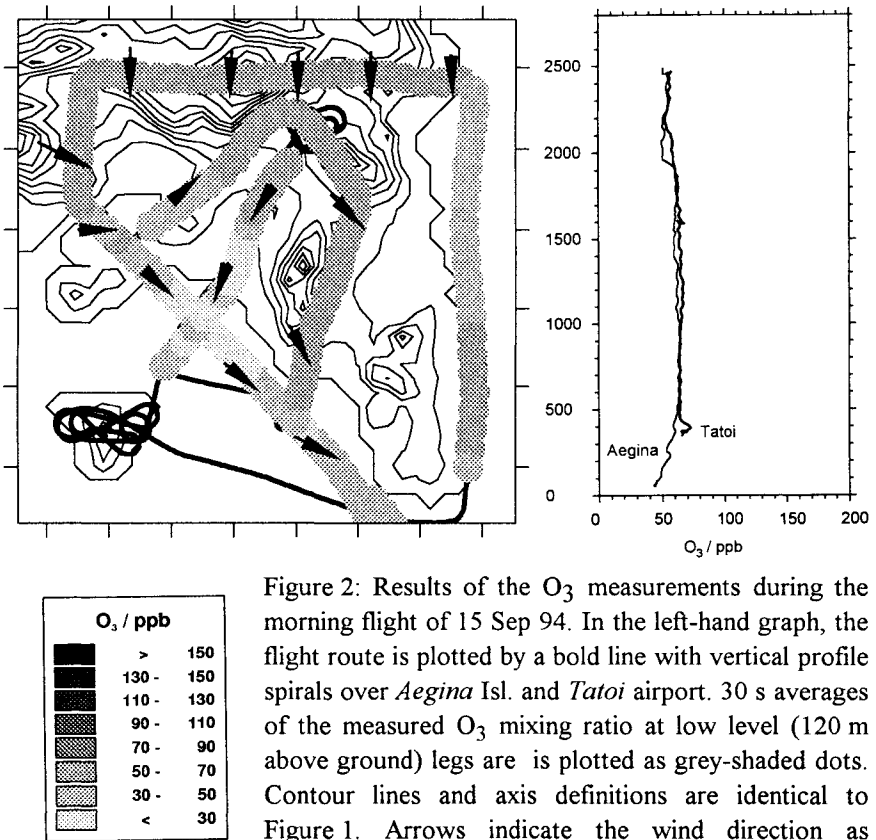 2500
2000
1500
1000
500
0
Aegina
Tatoi
0 50 100 150 200
O₃ / ppb
O₃ / ppb
> 150
130 - 150
110 - 130
90 - 110
70 - 90
50 - 70
30 - 50
< 30
Figure 2: Results of the O₃ measurements during the
morning flight of 15 Sep 94. In the left-hand graph, the
flight route is plotted by a bold line with vertical profile
spirals over Aegina Isl. and Tatoi airport. 30 s averages
of the measured O₃ mixing ratio at low level (120 m
above ground) legs are is plotted as grey-shaded dots.
Contour lines and axis definitions are identical to
Figure 1. Arrows indicate the wind direction as